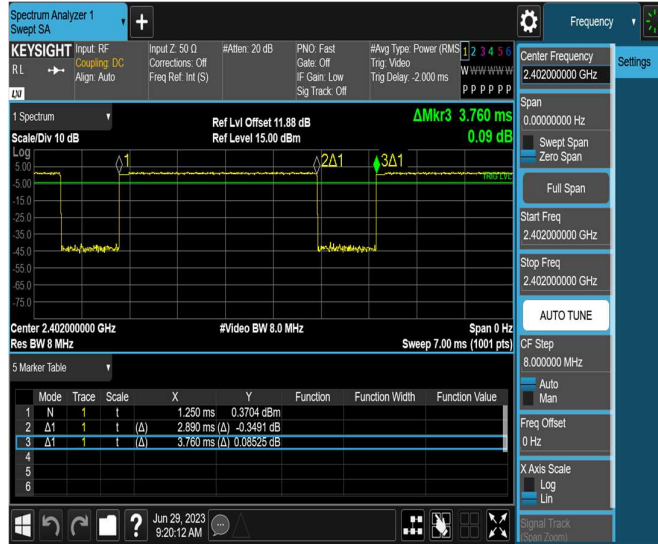 Spectrum Analyzer 1
Swept SA
+
Frequency
KEYSIGHT
RL
LXI
Input: RF
Coupling: DC
Align: Auto
Input Z: 50 Ω
Corrections: Off
Freq Ref: Int (S)
#Atten: 20 dB
PNO: Fast
Gate: Off
IF Gain: Low
Sig Track: Off
#Avg Type: Power (RMS
Trig: Video
Trig Delay: -2.000 ms
1 2 3 4 5 6
W W W W W W
P P P P P P
Center Frequency
2.402000000 GHz
Settings
Span
0.00000000 Hz
Swept Span
Zero Span
Full Span
Start Freq
2.402000000 GHz
Stop Freq
2.402000000 GHz
AUTO TUNE
CF Step
8.000000 MHz
Auto
Man
Freq Offset
0 Hz
X Axis Scale
Log
Lin
Signal Track
(Span Zoom)
1 Spectrum
Scale/Div 10 dB
Ref Lvl Offset 11.88 dB
Ref Level 15.00 dBm
ΔMkr3 3.760 ms
0.09 dB
Log
5.00
-5.00
-15.0
-25.0
-35.0
-45.0
-55.0
-65.0
-75.0
1
2Δ1
3Δ1
TRIG LVL
Center 2.402000000 GHz
Res BW 8 MHz
#Video BW 8.0 MHz
Span 0 Hz
Sweep 7.00 ms (1001 pts)
5 Marker Table
Mode Trace Scale X Y Function Function Width Function Value
1 N 1 t 1.250 ms 0.3704 dBm
2 Δ1 1 t (Δ) 2.890 ms (Δ) -0.3491 dB
3 Δ1 1 t (Δ) 3.760 ms (Δ) 0.08525 dB
4
5
6
?
Jun 29, 2023
9:20:12 AM